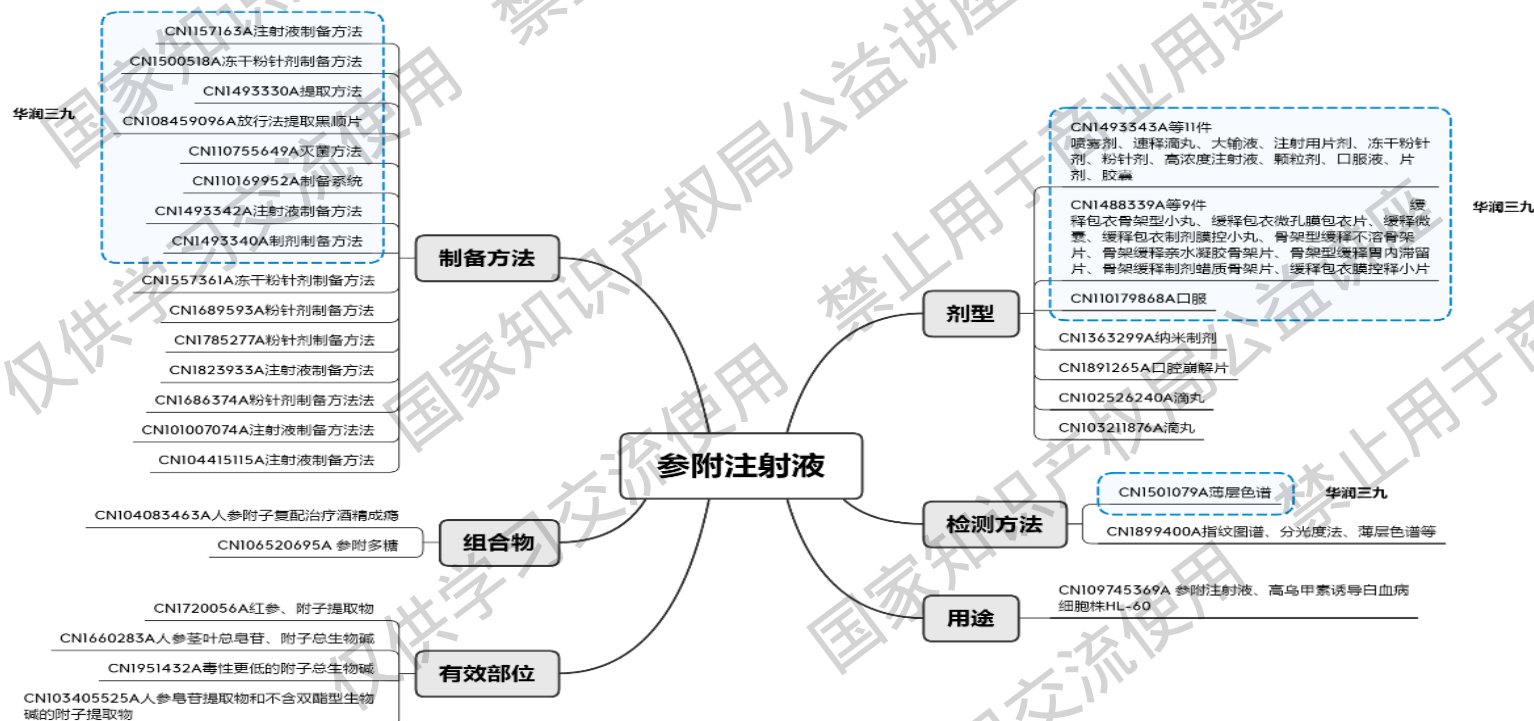 华润三九
CN1157163A注射液制备方法
CN1500518A冻干粉针剂制备方法
CN1493330A提取方法
CN108459096A放行法提取黑顺片
CN110755649A灭菌方法
CN110169952A制备系统
CN1493342A注射液制备方法
CN1493340A制剂制备方法
CN1557361A冻干粉针剂制备方法
CN1689593A粉针剂制备方法
CN1785277A粉针剂制备方法
CN1823933A注射液制备方法
CN1686374A粉针剂制备方法法
CN101007074A注射液制备方法法
CN104415115A注射液制备方法
制备方法
CN104083463A人参附子复配治疗酒精成瘾
CN106520695A 参附多糖
组合物
CN1720056A红参、附子提取物
CN1660283A人参茎叶总皂苷、附子总生物碱
CN1951432A毒性更低的附子总生物碱
CN103405525A人参皂苷提取物和不含双酯型生物
碱的附子提取物
有效部位
参附注射液
剂型
CN1493343A等11件
喷雾剂、速释滴丸、大输液、注射用片剂、冻干粉针
剂、粉针剂、高浓度注射液、颗粒剂、口服液、片
剂、胶囊
CN1488339A等9件 缓
释包衣骨架型小丸、缓释包衣微孔膜包衣片、缓释微
囊、缓释包衣制剂膜控小丸、骨架型缓释不溶骨架
片、骨架缓释亲水凝胶骨架片、骨架型缓释胃内滞留
片、骨架缓释制剂蜡质骨架片、缓释包衣膜控释小片
CN110179868A口服
华润三九
CN1363299A纳米制剂
CN1891265A口腔崩解片
CN102526240A滴丸
CN103211876A滴丸
检测方法
CN1501079A薄层色谱
华润三九
CN1899400A指纹图谱、分光度法、薄层色谱等
用途
CN109745369A 参附注射液、高乌甲素诱导白血病
细胞株HL-60
国家知识产权局公益讲座
仅供学习交流使用
禁止用于商业用途